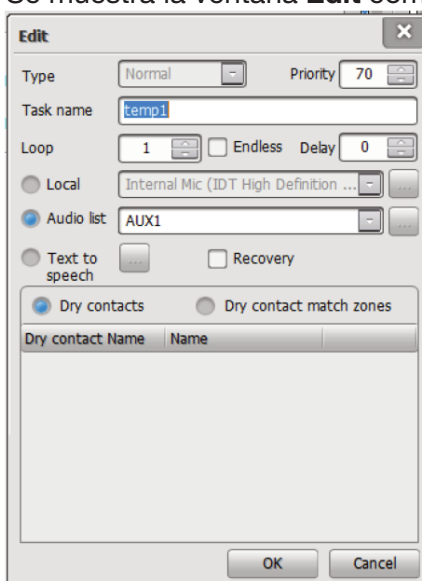 Se muestra la ventana Edit com
Edit
Type Normal Priority 70
Task name temp1
Loop 1 Endless Delay 0
Local Internal Mic (IDT High Definition ... ...
Audio list AUX1 ...
Text to speech ... Recovery
Dry contacts Dry contact match zones
Dry contact Name Name
OK Cancel